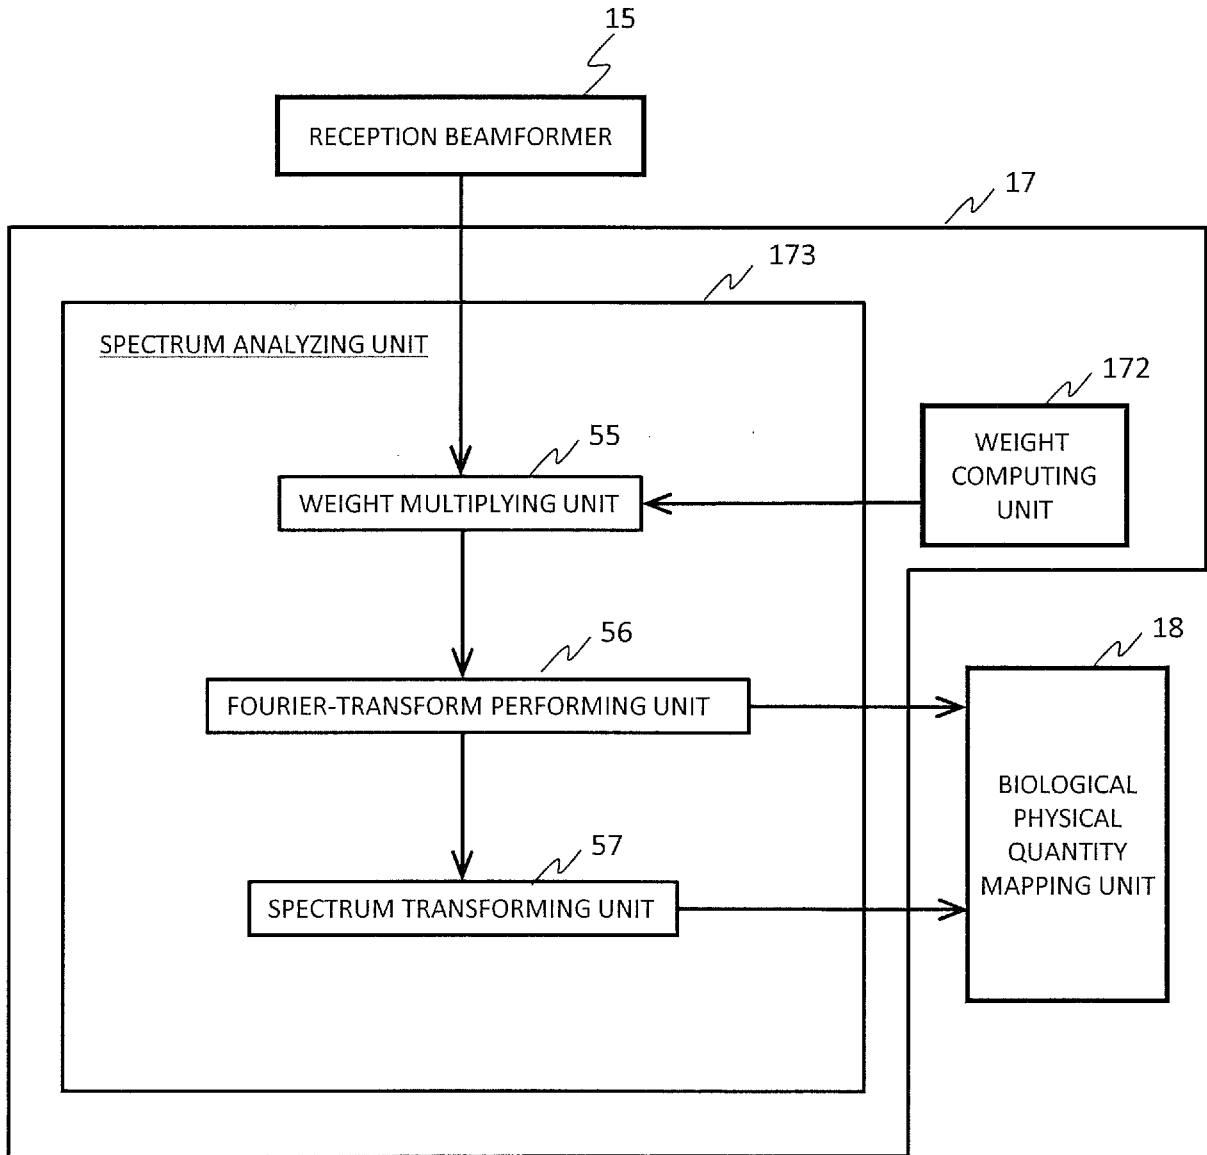 15
RECEPTION BEAMFORMER
17
173
SPECTRUM ANALYZING UNIT
172
WEIGHT
COMPUTING
UNIT
55
WEIGHT MULTIPLYING UNIT
56
FOURIER-TRANSFORM PERFORMING UNIT
18
BIOLOGICAL
PHYSICAL
QUANTITY
MAPPING UNIT
57
SPECTRUM TRANSFORMING UNIT